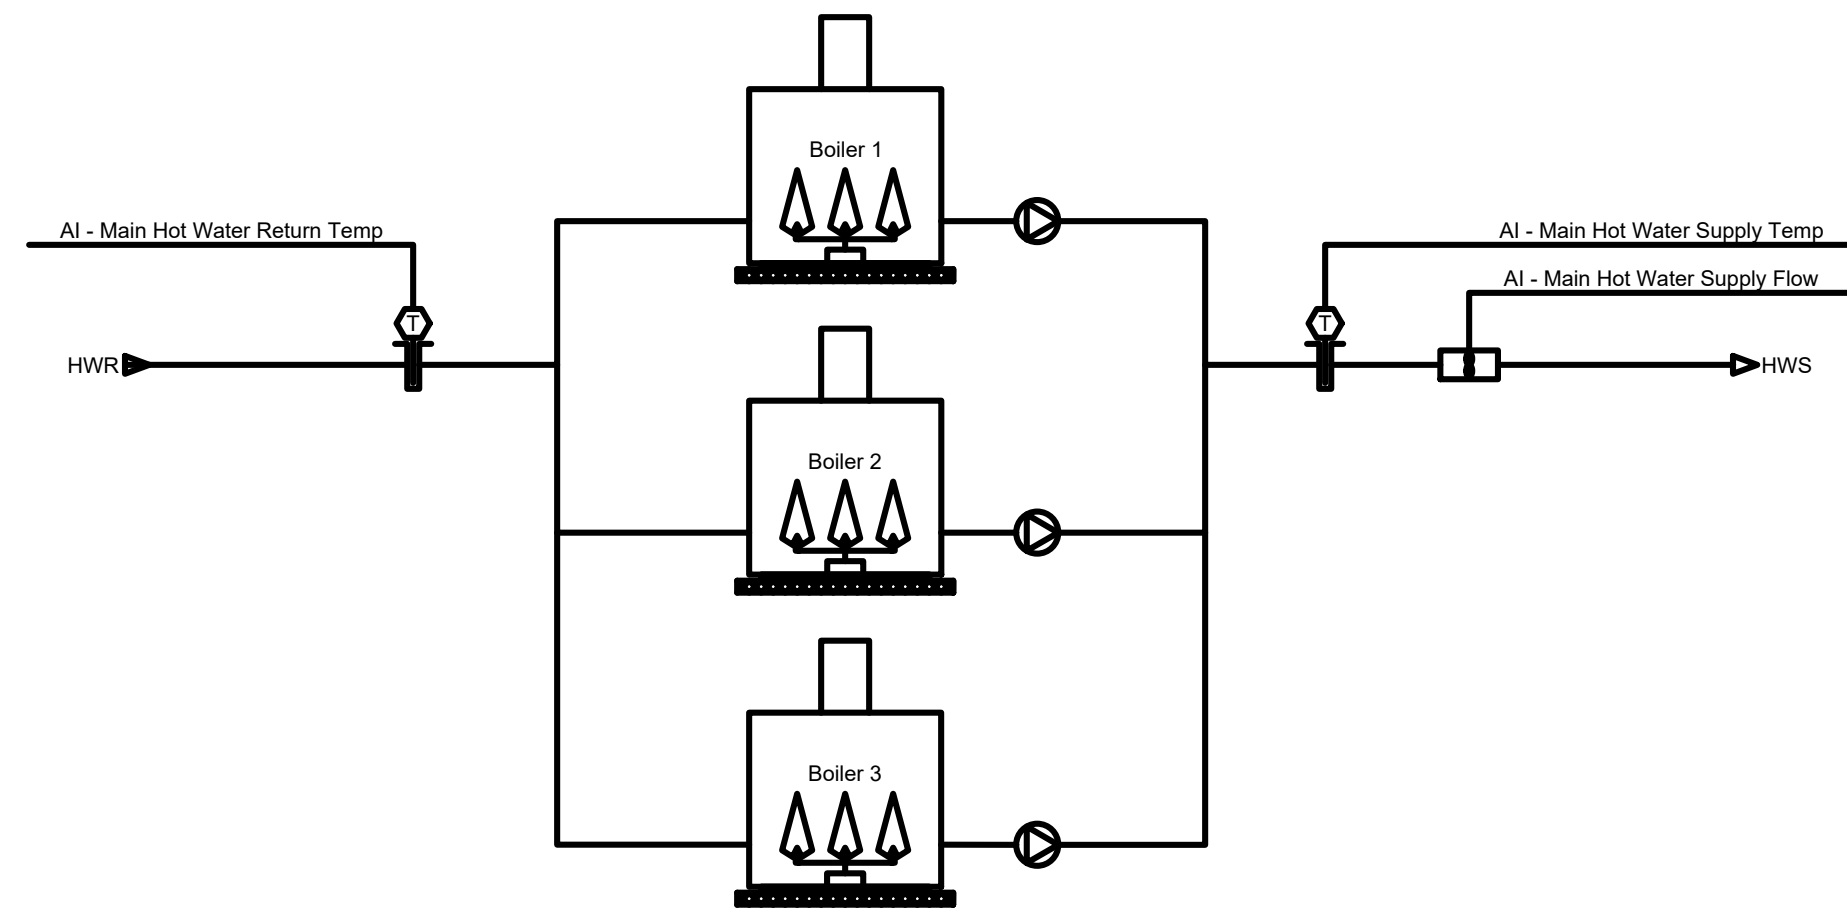 Boiler 1
AI - Main Hot Water Return Temp
AI - Main Hot Water Supply Temp
AI - Main Hot Water Supply Flow
T
T
HWR
HWS
Boiler 2
Boiler 3